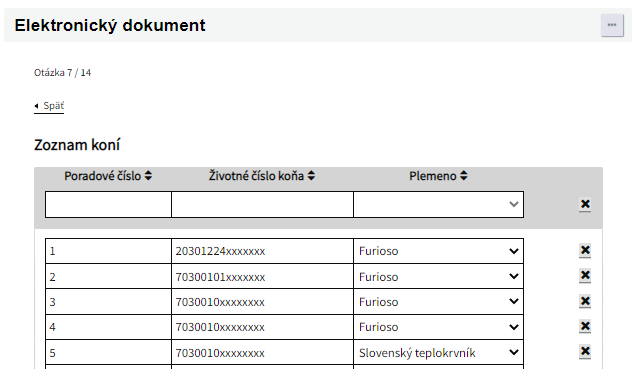 Elektronický dokument
Otázka 7 / 14
Späť
Zoznam koní
Poradové číslo Životné číslo koňa Plemeno
1 20301224xxxxxxx Furioso
2 70300101xxxxxxx Furioso
3 7030010xxxxxxxx Furioso
4 7030010xxxxxxxx Furioso
5 7030010xxxxxxxx Slovenský teplokrvník